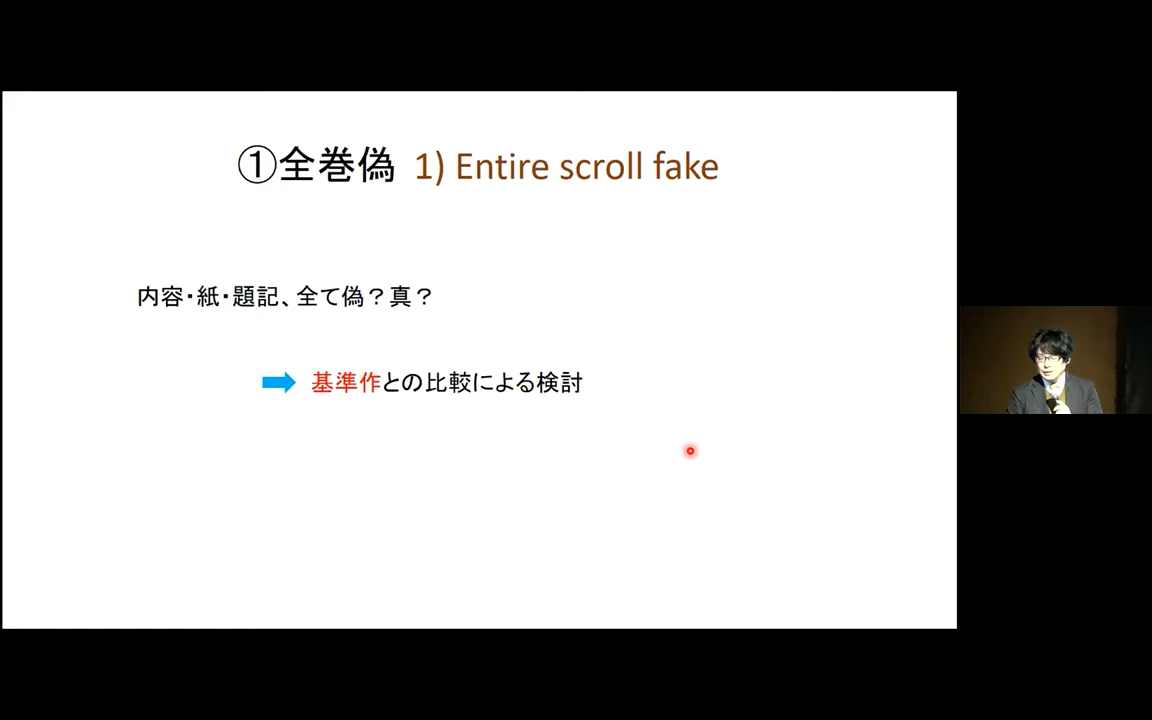 ①全巻偽 1) Entire scroll fake
内容・紙・題記、全て偽？真？
基準作との比較による検討